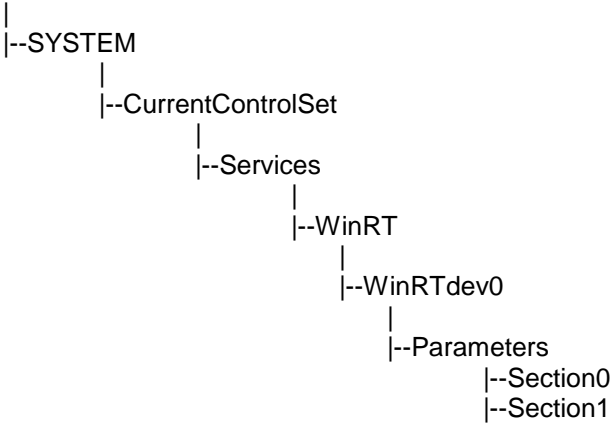 |
|--SYSTEM
|
|--CurrentControlSet
|
|--Services
|
|--WinRT
|
|--WinRTdev0
|
|--Parameters
|--Section0
|--Section1